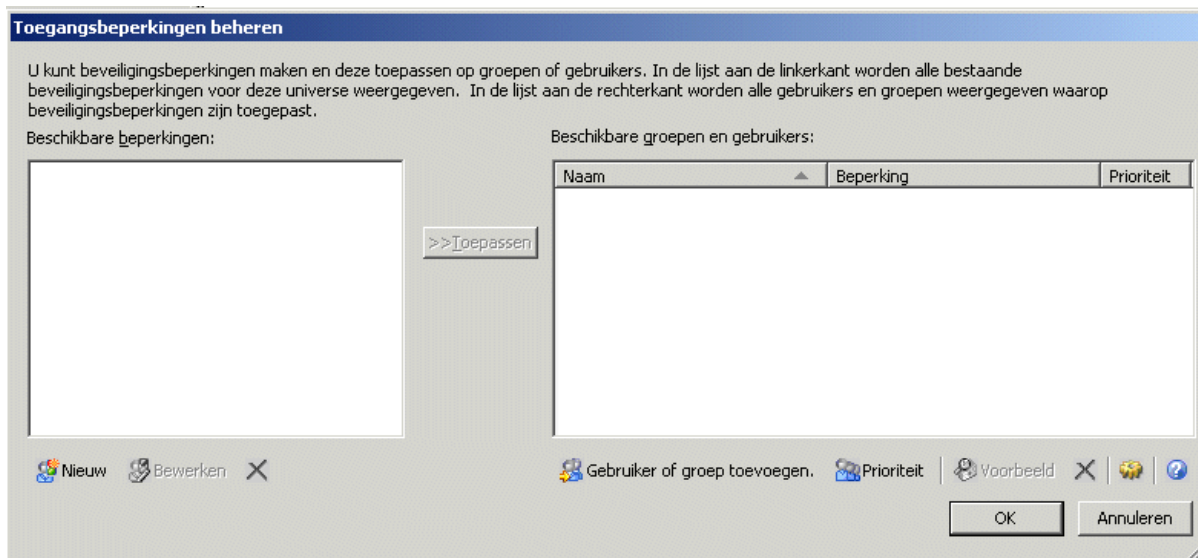 Toegangsbeperkingen beheren
U kunt beveiligingsbeperkingen maken en deze toepassen op groepen of gebruikers. In de lijst aan de linkerkant worden alle bestaande
beveiligingsbeperkingen voor deze universe weergegeven. In de lijst aan de rechterkant worden alle gebruikers en groepen weergegeven waarop
beveiligingsbeperkingen zijn toegepast.
Beschikbare beperkingen:
Beschikbare groepen en gebruikers:
Naam
Beperking
Prioriteit
>>Toepassen
Nieuw
Bewerken
Gebruiker of groep toevoegen.
Prioriteit
Voorbeeld
OK
Annuleren